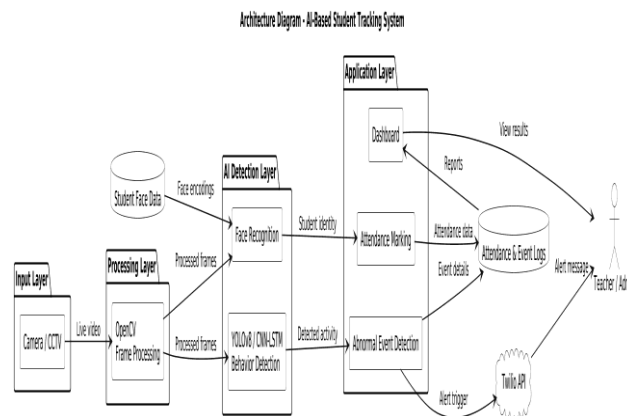 Architecture Diagram - AI-Based Student Tracking System
Application Layer
Dashboard
View results
Reports
Student Face Data
Face encodings
AI Detection Layer
Face Recognition
Student identity
Attendance Marking
Attendance data
Attendance & Event Logs
Event details
Alert message
Teacher /
Input Layer
Camera / CCTV
Live video
Processing Layer
OpenCV
Frame Processing
Processed frames
Processed frames
YOLOv8 / CNN-LSTM
Behavior Detection
Detected activity
Abnormal Event Detection
Alert trigger
Twilio API